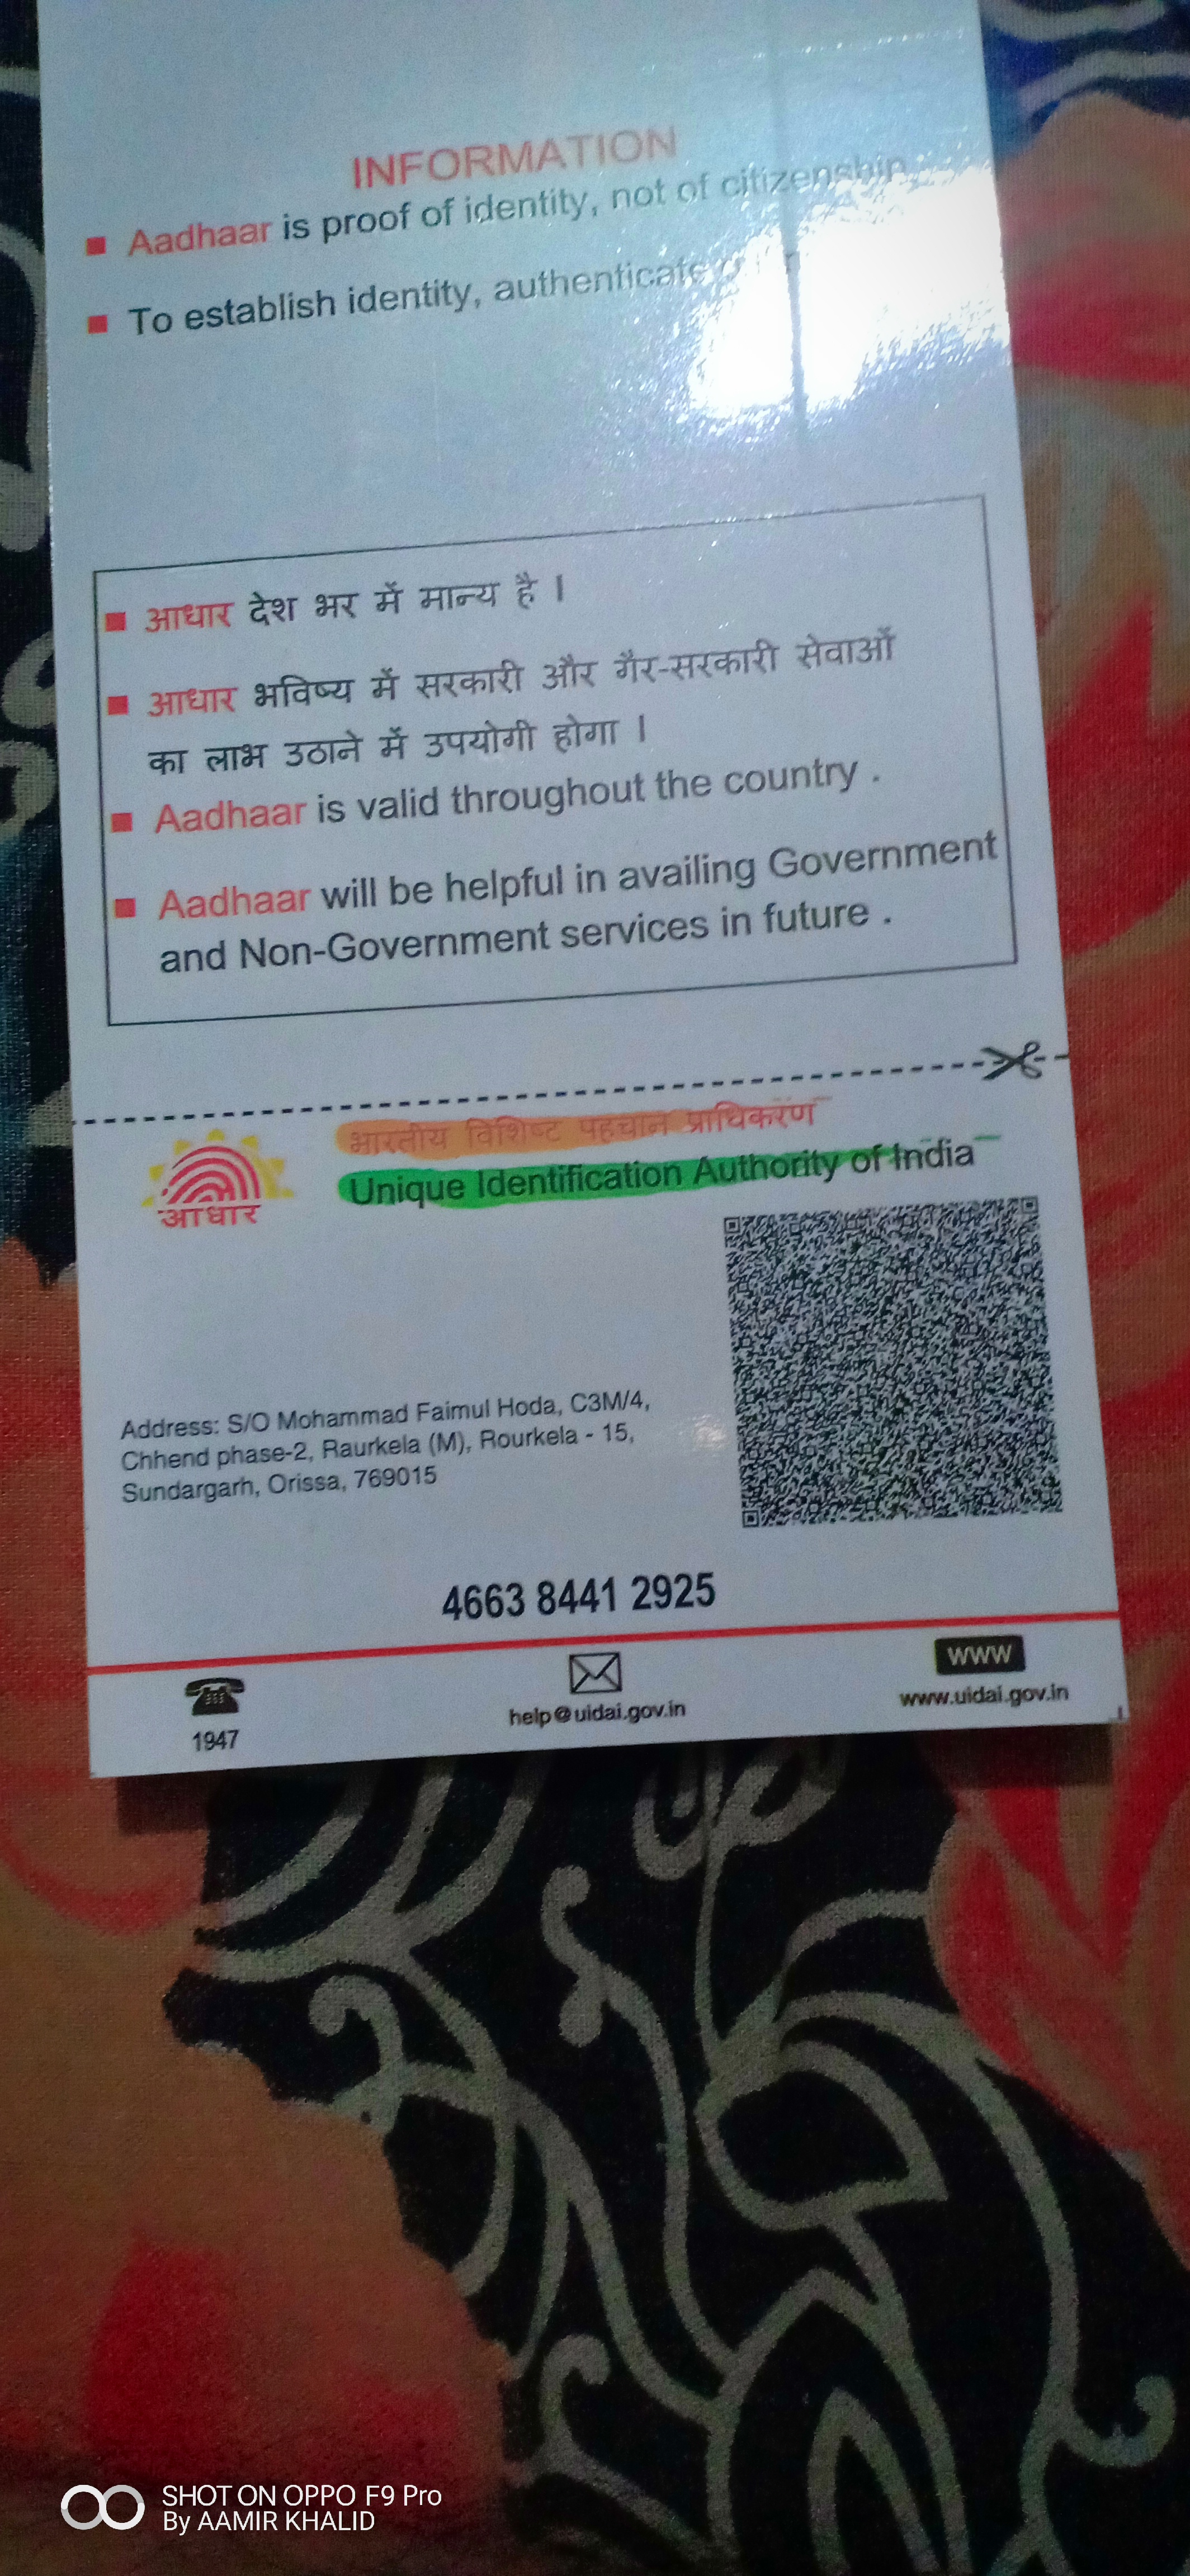 INFORMATION
■ Aadhaar is proof of identity, not of citizenship
■ To establish identity, authenticate
■ आधार देश भर में मान्य है ।
■ आधार भविष्य में सरकारी और गैर-सरकारी सेवाओं
का लाभ उठाने में उपयोगी होगा ।
■ Aadhaar is valid throughout the country .
■ Aadhaar will be helpful in availing Government
and Non-Government services in future .
भारतीय विशिष्ट पहचान प्राधिकरण
Unique Identification Authority of India
आधार
Address: S/O Mohammad Faimul Hoda, C3M/4,
Chhend phase-2, Raurkela (M), Rourkela - 15,
Sundargarh, Orissa, 769015
4663 8441 2925
1947
help@uidai.gov.in
www
www.uidai.gov.in
SHOT ON OPPO F9 Pro
By AAMIR KHALID